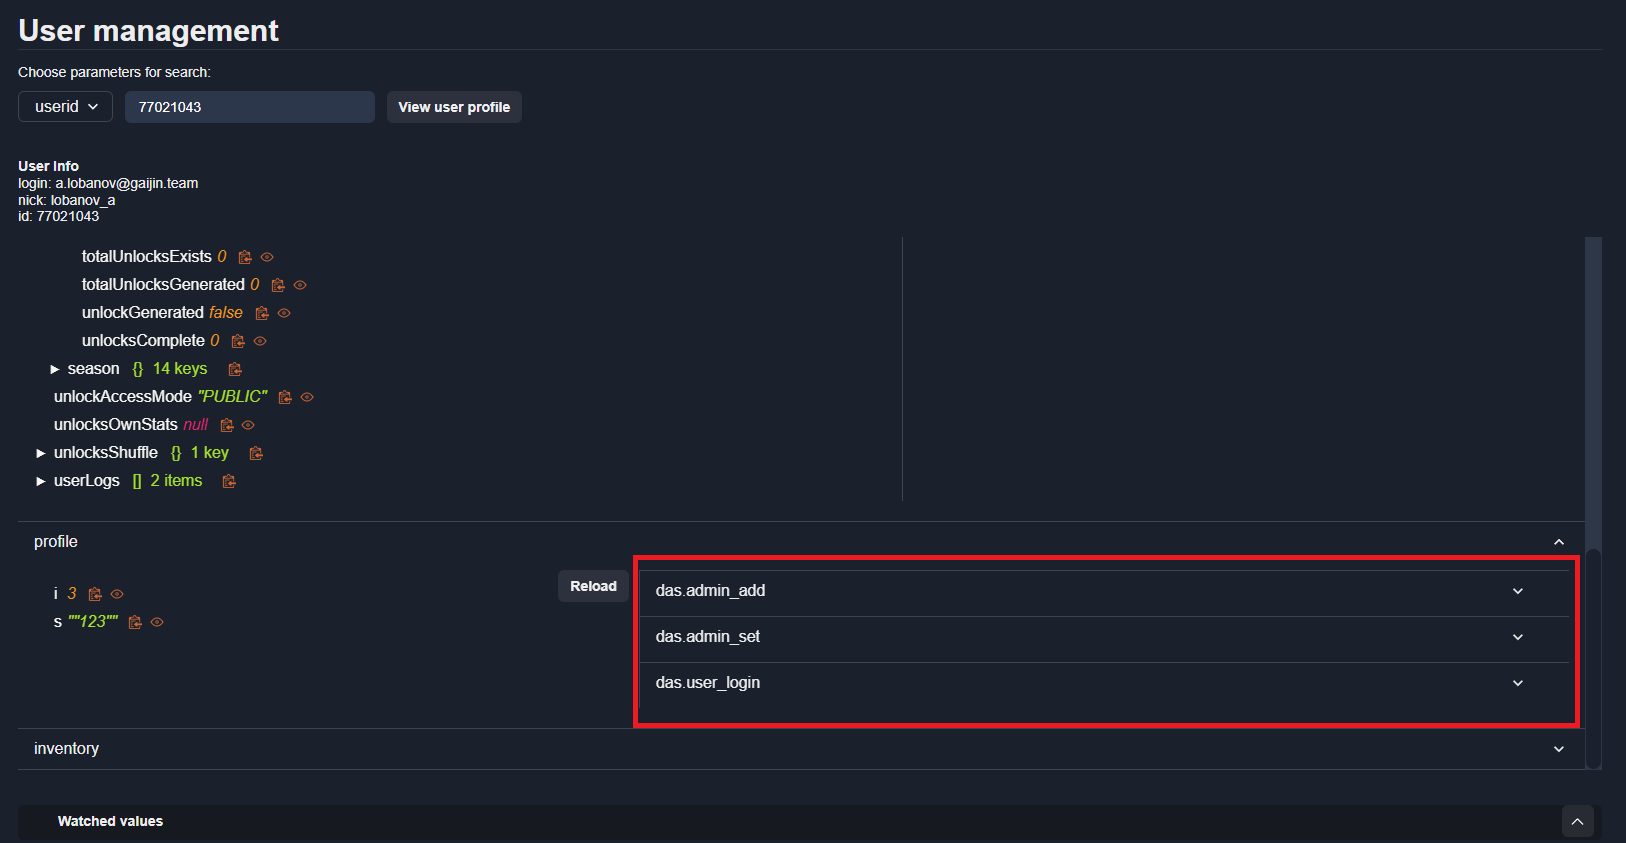 User management
Choose parameters for search:
userid 77021043 View user profile
User Info
login: a.lobanov@gaijin.team
nick: lobanov_a
id: 77021043
totalUnlocksExists 0
totalUnlocksGenerated 0
unlockGenerated false
unlocksComplete 0
season {} 14 keys
unlockAccessMode "PUBLIC"
unlocksOwnStats null
unlocksShuffle {} 1 key
userLogs [] 2 items
profile
i 3
s ""123""
Reload
das.admin_add
das.admin_set
das.user_login
inventory
Watched values